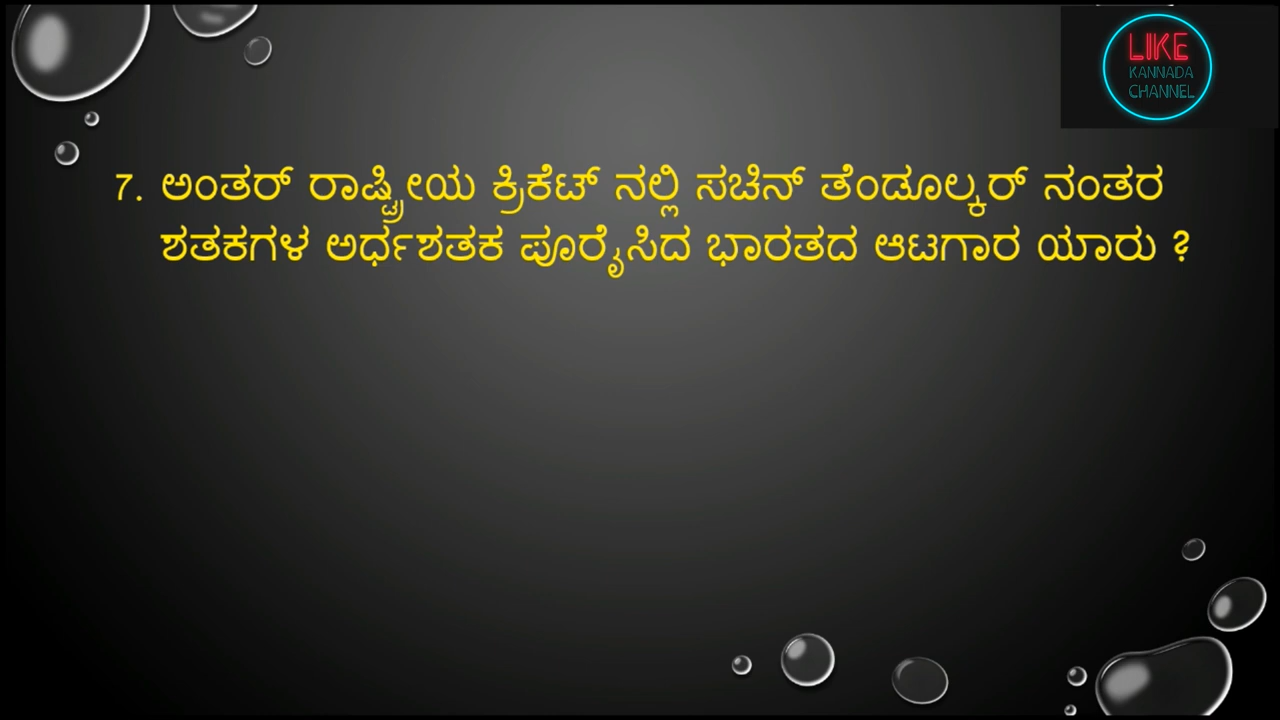 LIKE
KANNADA
CHANNEL
7. ಅಂತರ್ ರಾಷ್ಟ್ರೀಯ ಕ್ರಿಕೆಟ್ ನಲ್ಲಿ ಸಚಿನ್ ತೆಂಡೂಲ್ಕರ್ ನಂತರ
ಶತಕಗಳ ಅರ್ಧಶತಕ ಪೂರೈಸಿದ ಭಾರತದ ಆಟಗಾರ ಯಾರು ?